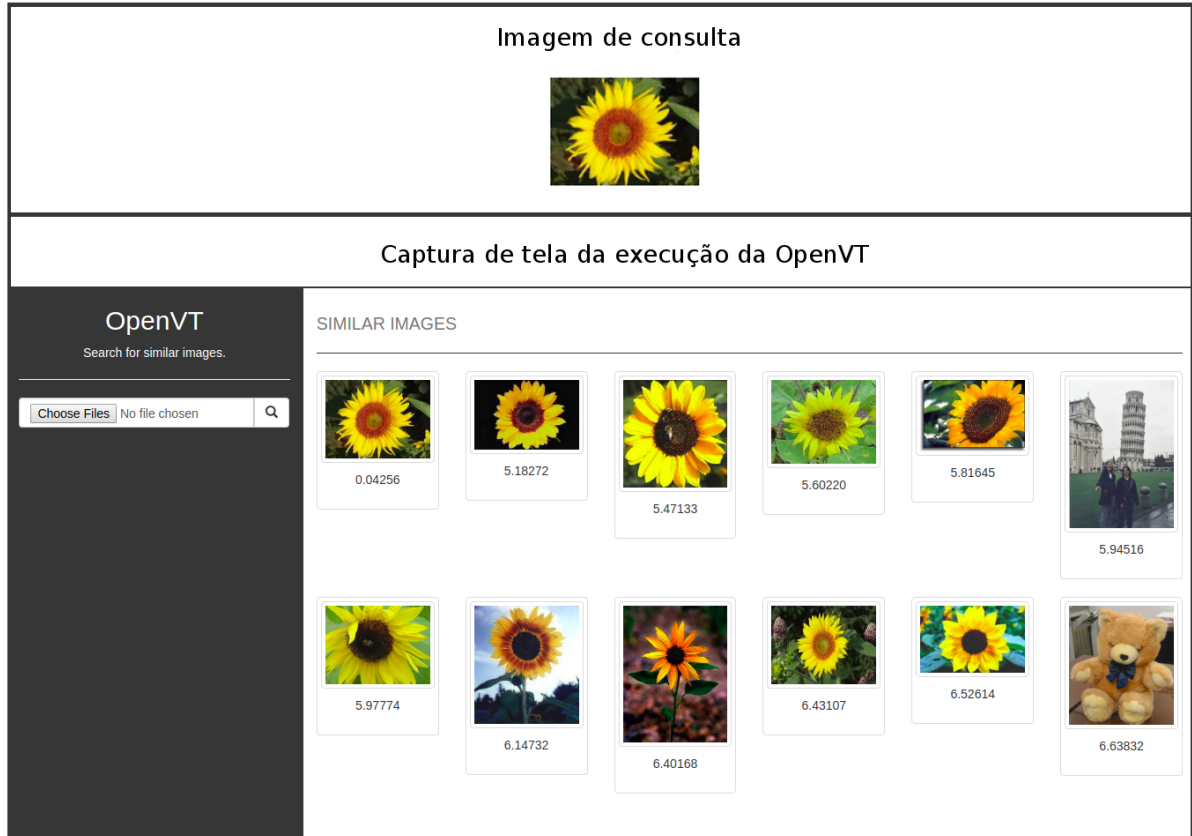 Imagem de consulta
Captura de tela da execução da OpenVT
OpenVT
Search for similar images.
Choose Files No file chosen
SIMILAR IMAGES
0.04256
5.18272
5.47133
5.60220
5.81645
5.94516
5.97774
6.14732
6.40168
6.43107
6.52614
6.63832